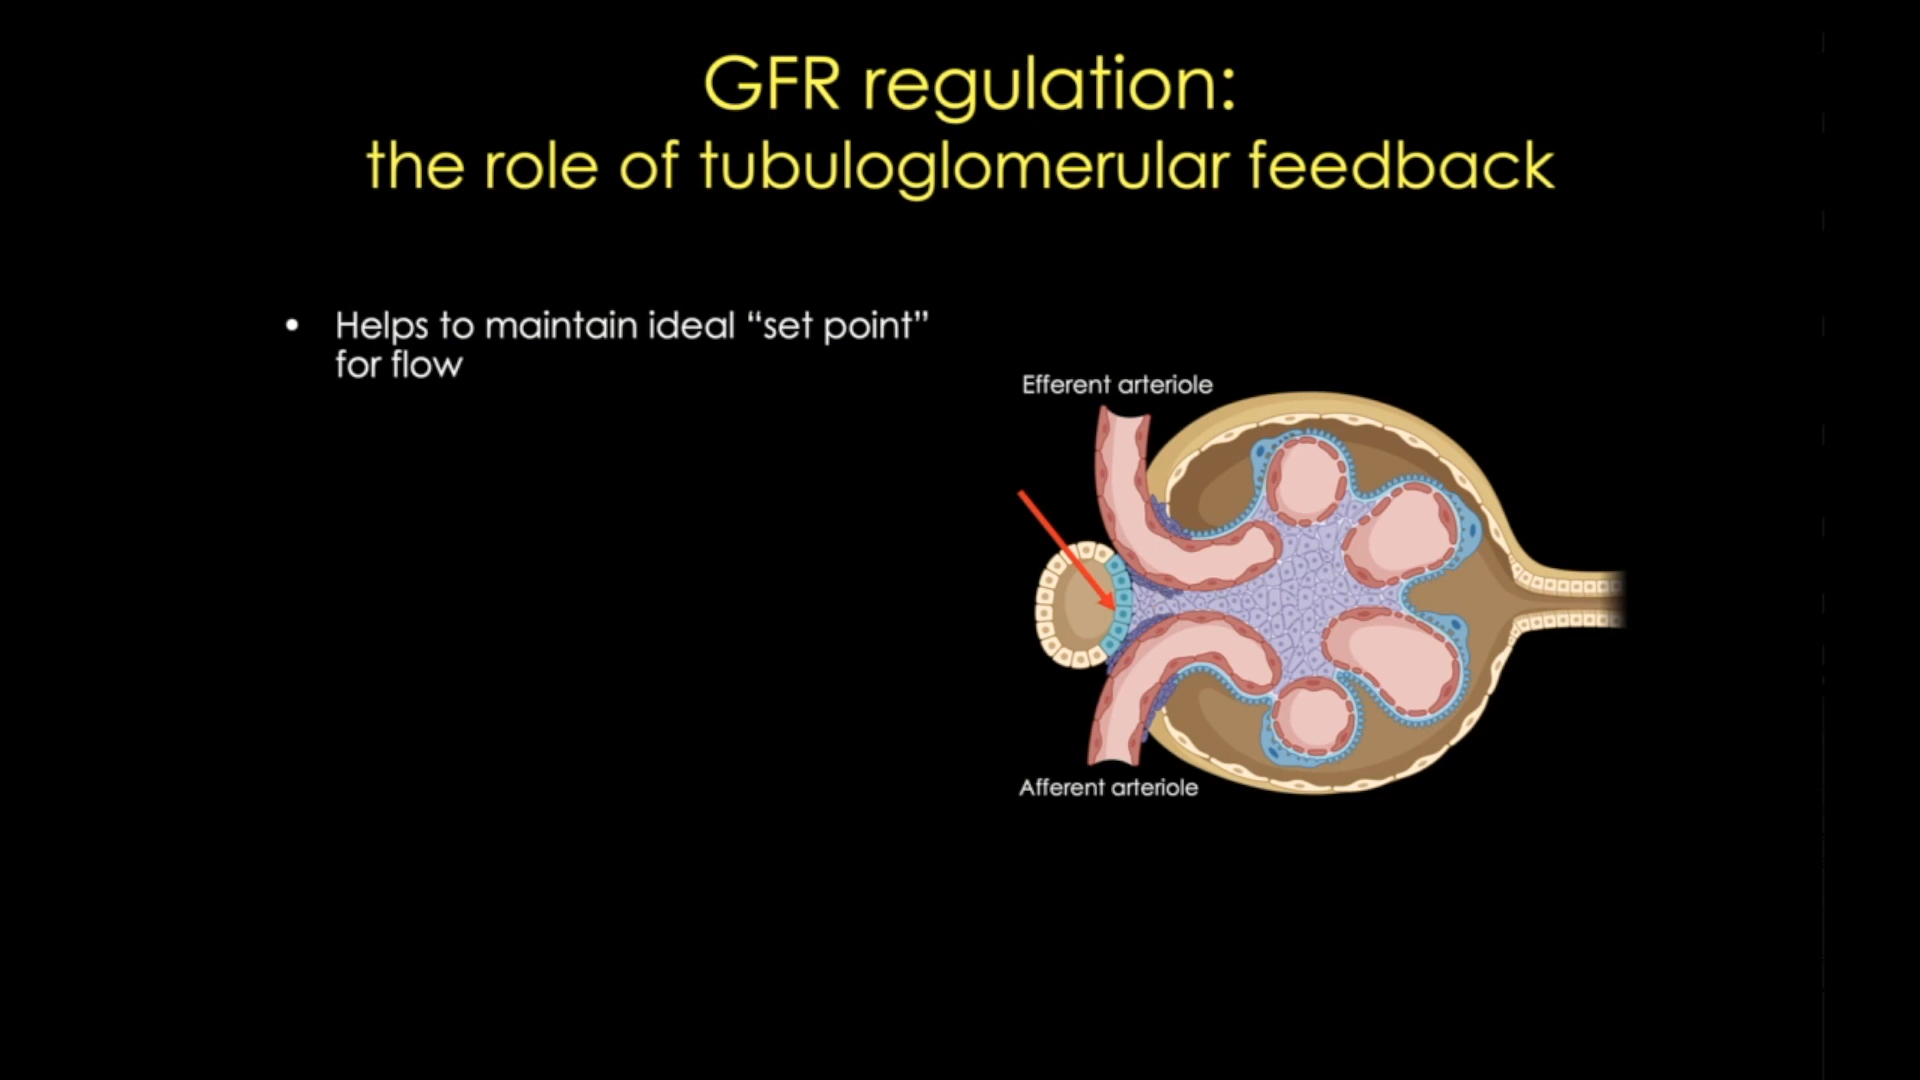 GFR regulation:
the role of tubuloglomerular feedback
• Helps to maintain ideal “set point”
for flow
Efferent arteriole
Afferent arteriole